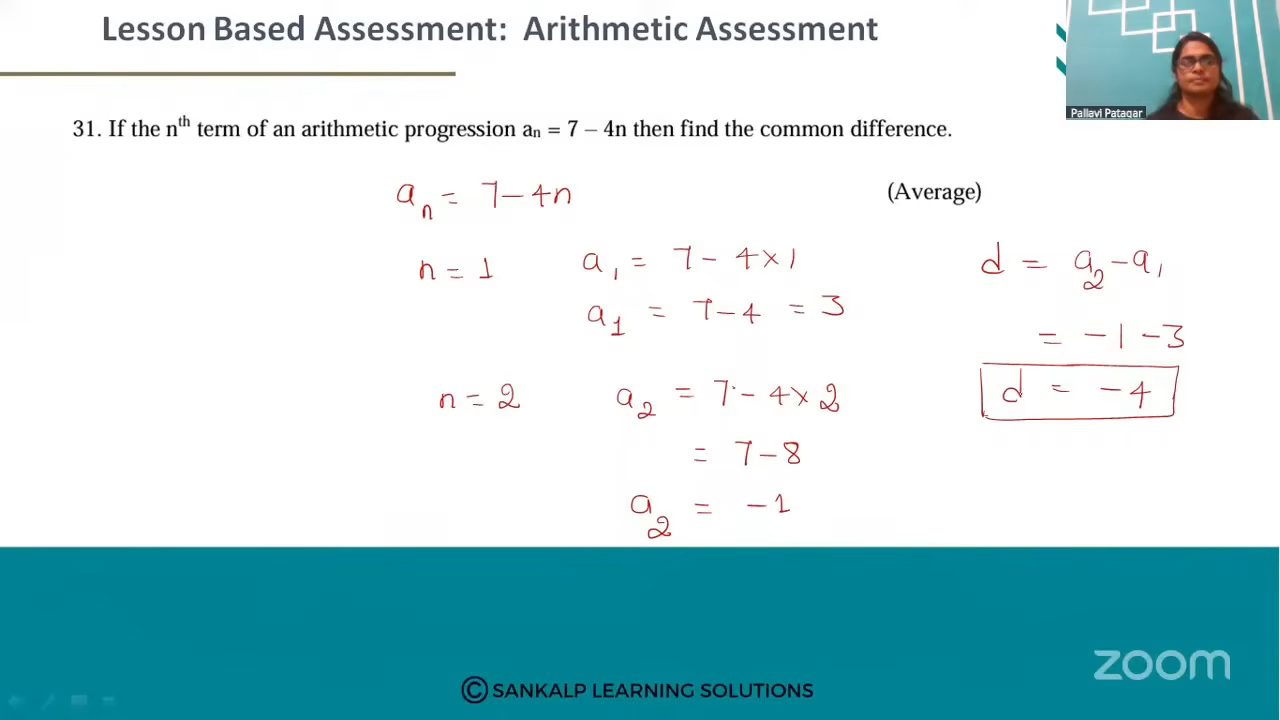 Lesson Based Assessment: Arithmetic Assessment
Pallavi Patagar
31. If the nth term of an arithmetic progression an = 7 – 4n then find the common difference.
an = 7 – 4n
(Average)
n = 1
a1 = 7 – 4 × 1
a1 = 7 – 4 = 3
n = 2
a2 = 7 – 4 × 2
= 7 – 8
a2 = –1
d = a2 – a1
= –1 – 3
d = –4
zoom
© SANKALP LEARNING SOLUTIONS